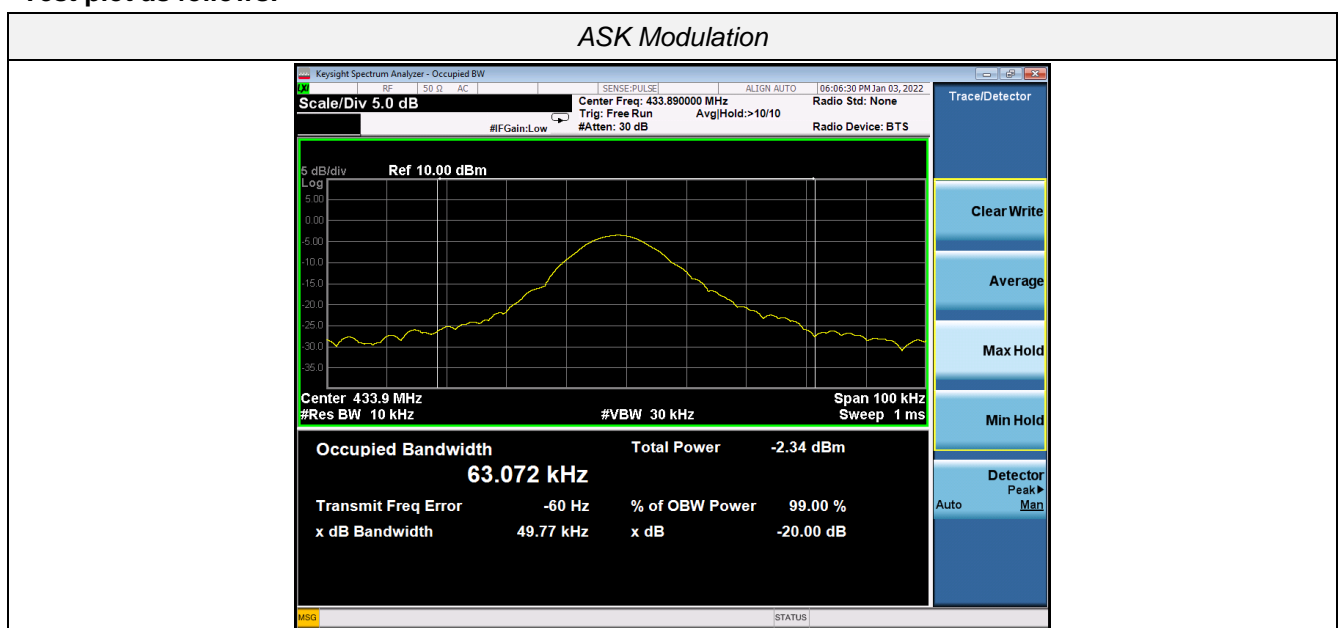 ASK Modulation
Keysight Spectrum Analyzer - Occupied BW
LXI RF 50 Ω AC SENSE:PULSE ALIGN AUTO 06:06:30 PM Jan 03, 2022
Scale/Div 5.0 dB
Center Freq: 433.890000 MHz
Radio Std: None
Trig: Free Run Avg|Hold:>10/10
#IFGain:Low
#Atten: 30 dB
Radio Device: BTS
5 dB/div Ref 10.00 dBm
Log
5.00
0.00
-5.00
-10.0
-15.0
-20.0
-25.0
-30.0
-35.0
Center 433.9 MHz
Span 100 kHz
#Res BW 10 kHz
#VBW 30 kHz
Sweep 1 ms
Occupied Bandwidth
63.072 kHz
Total Power -2.34 dBm
Transmit Freq Error -60 Hz
% of OBW Power 99.00 %
x dB Bandwidth 49.77 kHz
x dB -20.00 dB
Trace/Detector
Clear Write
Average
Max Hold
Min Hold
Detector
Peak▶
Auto Man
MSG
STATUS